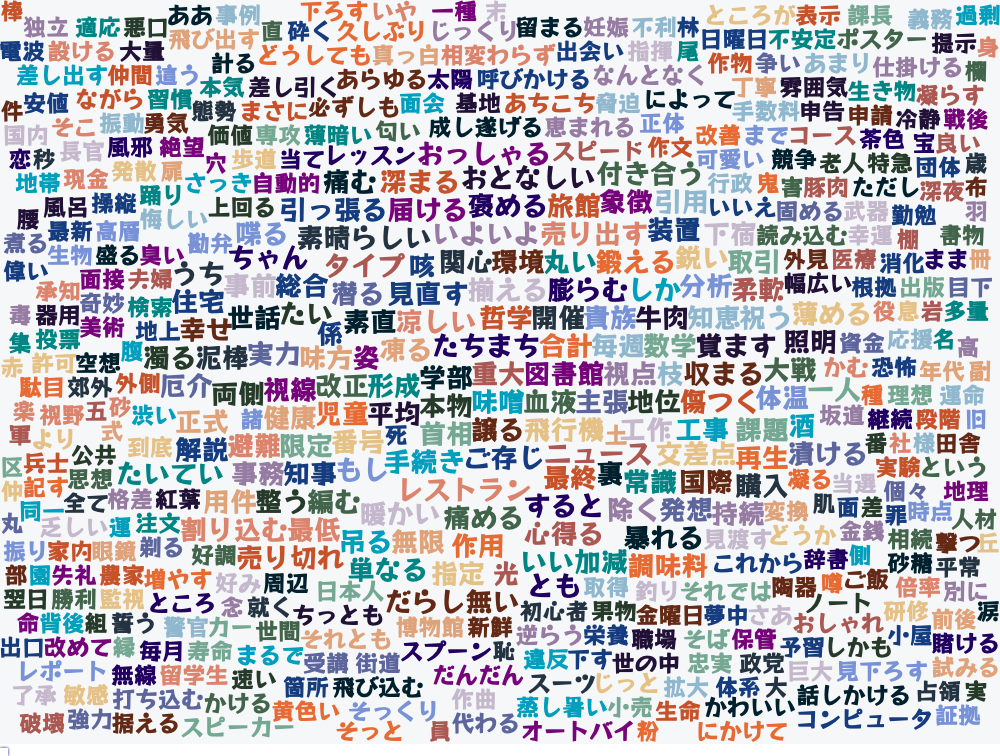 棒 独立 適応 悪口 ああ 事例 下ろす いや 一種 ところが 表示 課長 義務 過剰
飛び出す 直 砕く 久しぶり じっくり 留まる 妊娠 不利 林 日曜日 不安定 ポスター 提示 身
電波 設ける 大量 計る どうしても 真っ白 相変わらず 出会い 指揮 尾 作物 争い あまり 仕掛ける 欄
差し出す 仲間 違う 本気 差し引く あらゆる 太陽 呼びかける なんとなく 丁寧 雰囲気 生き物 凝らす
件 安値 ながら 習慣 態勢 まさに 必ずしも 面会 基地 あちこち 脅迫 によって 手数料 申告 申請 冷静 戦後
国内 そこ 振動 勇気 価値 専攻 薄暗い 匂い 成し遂げる 恵まれる 正体 改善 まで コース 茶色 宝 良い
恋 秒 長官 風邪 絶望 穴 歩道 当て レッスン おっしゃる スピード 作文 可愛い 競争 老人 特急 団体 歳
地帯 現金 発散 扉 踊り さっき 自動的 痛む 深まる おとなしい 付き合う 行政 鬼 害 豚肉 ただし 深夜 布
腰 風呂 操縦 悔しい 上回る 引っ張る 届ける 褒める 旅館 象徴 引用 いいえ 固める 武器 勤勉 羽
煮る 最新 高層 勘弁 喋る 素晴らしい いよいよ 売り出す 装置 下宿 読み込む 幸運 棚 書物
偉い 生物 盛る 臭い ちゃん タイプ 咳 関心 環境 丸い 鍛える 鋭い 取引 外見 医療 消化 まま 冊
承知 面接 夫婦 うち 事前 総合 潜る 見直す 揃える 膨らむ しか 分析 柔軟 幅広い 根拠 出版 目下
毒 器用 奇妙 検索 住宅 世話 たい 係 素直 涼しい 哲学 開催 貴族 牛肉 知恵 祝う 薄める 役 息 岩 多量
集 投票 美術 地上 幸せ 腹 濁る 泥棒 実力 味方 姿 凍る たちまち 合計 毎週 数学 覚ます 照明 資金 応援 名 高
赤 許可 空想 駄目 郊外 外側 厄介 両側 視線 改正 形成 学部 重大 図書館 視点 枝 収まる 大戦 かむ 恐怖 年代 副
楽 視野 五 砂 渋い 正式 諸 健康 児童 平均 本物 味噌 血液 主張 地位 傷つく 体温 一人 種 理想 運命
軍 より 式 到底 解説 避難 限定 番号 死 首相 譲る 飛行機 土 工作 工事 課題 酒 坂道 継続 段階 旧
区 兵士 公共 思想 たいてい 事務 知事 もし 手続き ご存じ ニュース 交差点 再生 漬ける 番 社 様 田舎
仲 記す 全て 格差 紅葉 用件 整う 編む レストラン 最終 裏 常識 国際 購入 凝る 当選 実験 という 個々 地理
丸 同一 乏しい 運 注文 割り込む 最低 暖かい 痛める すると 除く 発想 持続 変換 肌 面 差 罪 時点 人材
振り 家内 眼鏡 剃る 好調 売り切れ 吊る 無限 作用 心得る 暴れる 見渡す どうか 金銭 相続 撃つ 丘
部 園 失礼 農家 増やす 好み 周辺 単なる 指定 光 いい 加減 調味料 これから 辞書 側 砂糖 平常
翌日 勝利 監視 ところ 念 就く 日本人 ちっとも だらし無い とも 取得 釣り それでは 陶器 噂 ご飯 倍率 別に
命 背後 組 誓う 警官 カー 世間 それとも 博物館 新鮮 初心者 果物 金曜日 夢中 さあ ノート おしゃれ 研修 前後 涙
出口 改めて 縁 毎月 寿命 まるで 受講 街道 スプーン 恥 逆らう 栄養 職場 そば 保管 予習 しかも 小屋 賭ける
レポート 無線 留学生 速い 箇所 飛び込む だんだん 違反 下す 世の中 忠実 政党 巨大 見下ろす 試みる
了承 敏感 打ち込む かける 黄色い そっくり 作曲 スーツ じっと 拡大 体系 大 話しかける 占領 実
破壊 強力 据える スピーカー そっと 員 代わる 蒸し暑い 小売 生命 かわいい コンピュータ 証拠
オートバイ 粉 にかけて